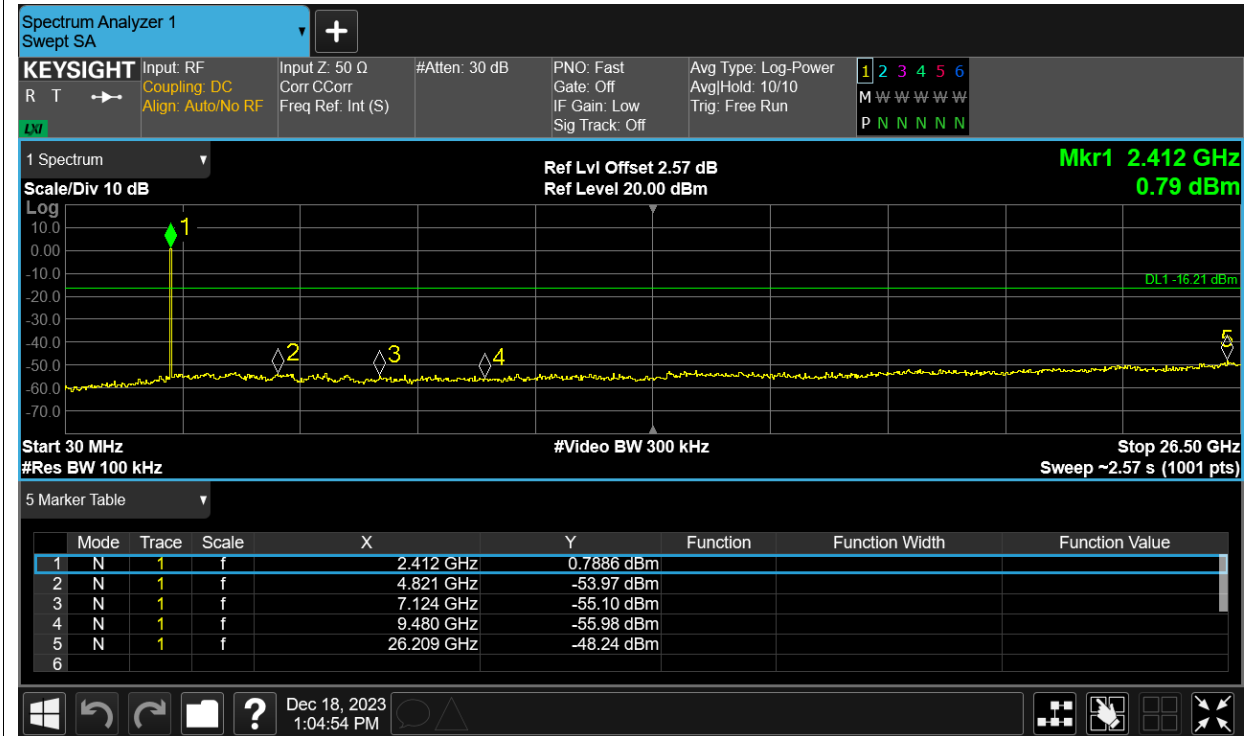 Spectrum Analyzer 1
Swept SA
+
KEYSIGHT
R T
LXI
Input: RF
Coupling: DC
Align: Auto/No RF
Input Z: 50 Ω
Corr CCorr
Freq Ref: Int (S)
#Atten: 30 dB
PNO: Fast
Gate: Off
IF Gain: Low
Sig Track: Off
Avg Type: Log-Power
Avg|Hold: 10/10
Trig: Free Run
1 2 3 4 5 6
M W W W W W
P N N N N N
1 Spectrum
Scale/Div 10 dB
Ref Lvl Offset 2.57 dB
Ref Level 20.00 dBm
Mkr1 2.412 GHz
0.79 dBm
Log
10.0
0.00
-10.0
-20.0
-30.0
-40.0
-50.0
-60.0
-70.0
1
2
3
4
5
DL1 -16.21 dBm
Start 30 MHz
#Video BW 300 kHz
Stop 26.50 GHz
#Res BW 100 kHz
Sweep ~2.57 s (1001 pts)
5 Marker Table
Mode Trace Scale X Y Function Function Width Function Value
1 N 1 f 2.412 GHz 0.7886 dBm
2 N 1 f 4.821 GHz -53.97 dBm
3 N 1 f 7.124 GHz -55.10 dBm
4 N 1 f 9.480 GHz -55.98 dBm
5 N 1 f 26.209 GHz -48.24 dBm
6
?
Dec 18, 2023
1:04:54 PM